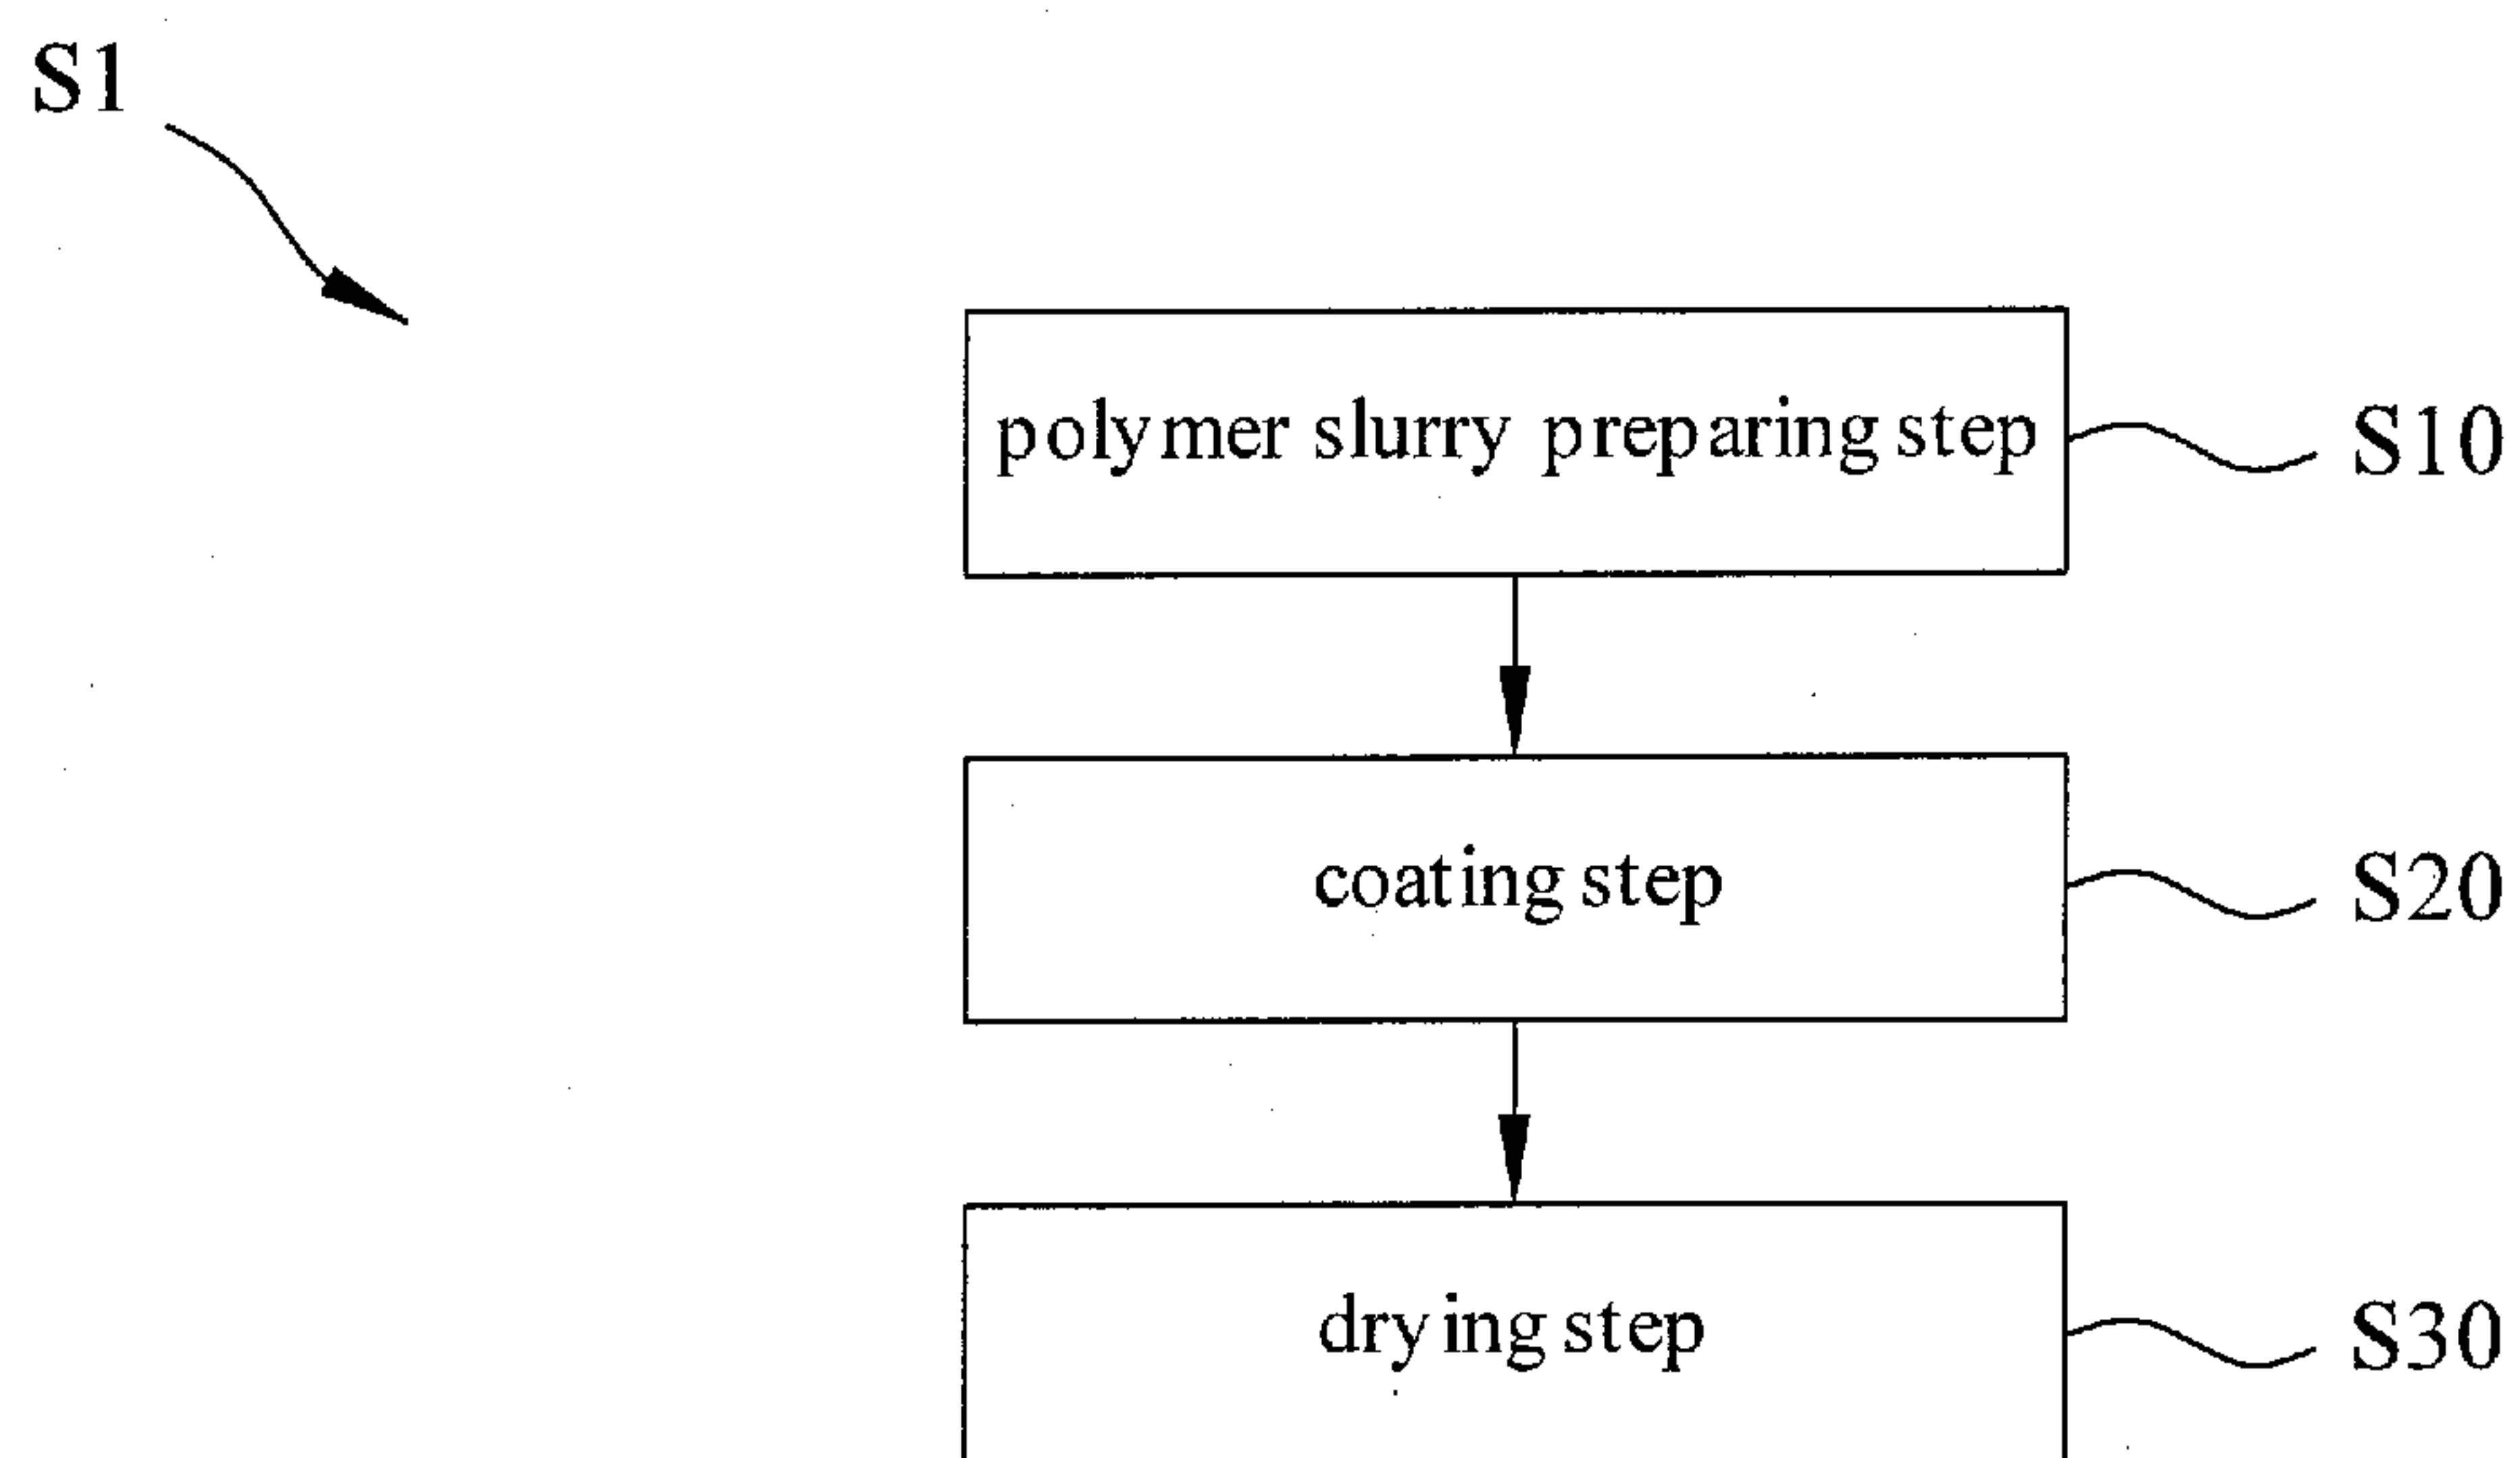 S1
polymer slurry preparing step
S10
coating step
S20
drying step
S30